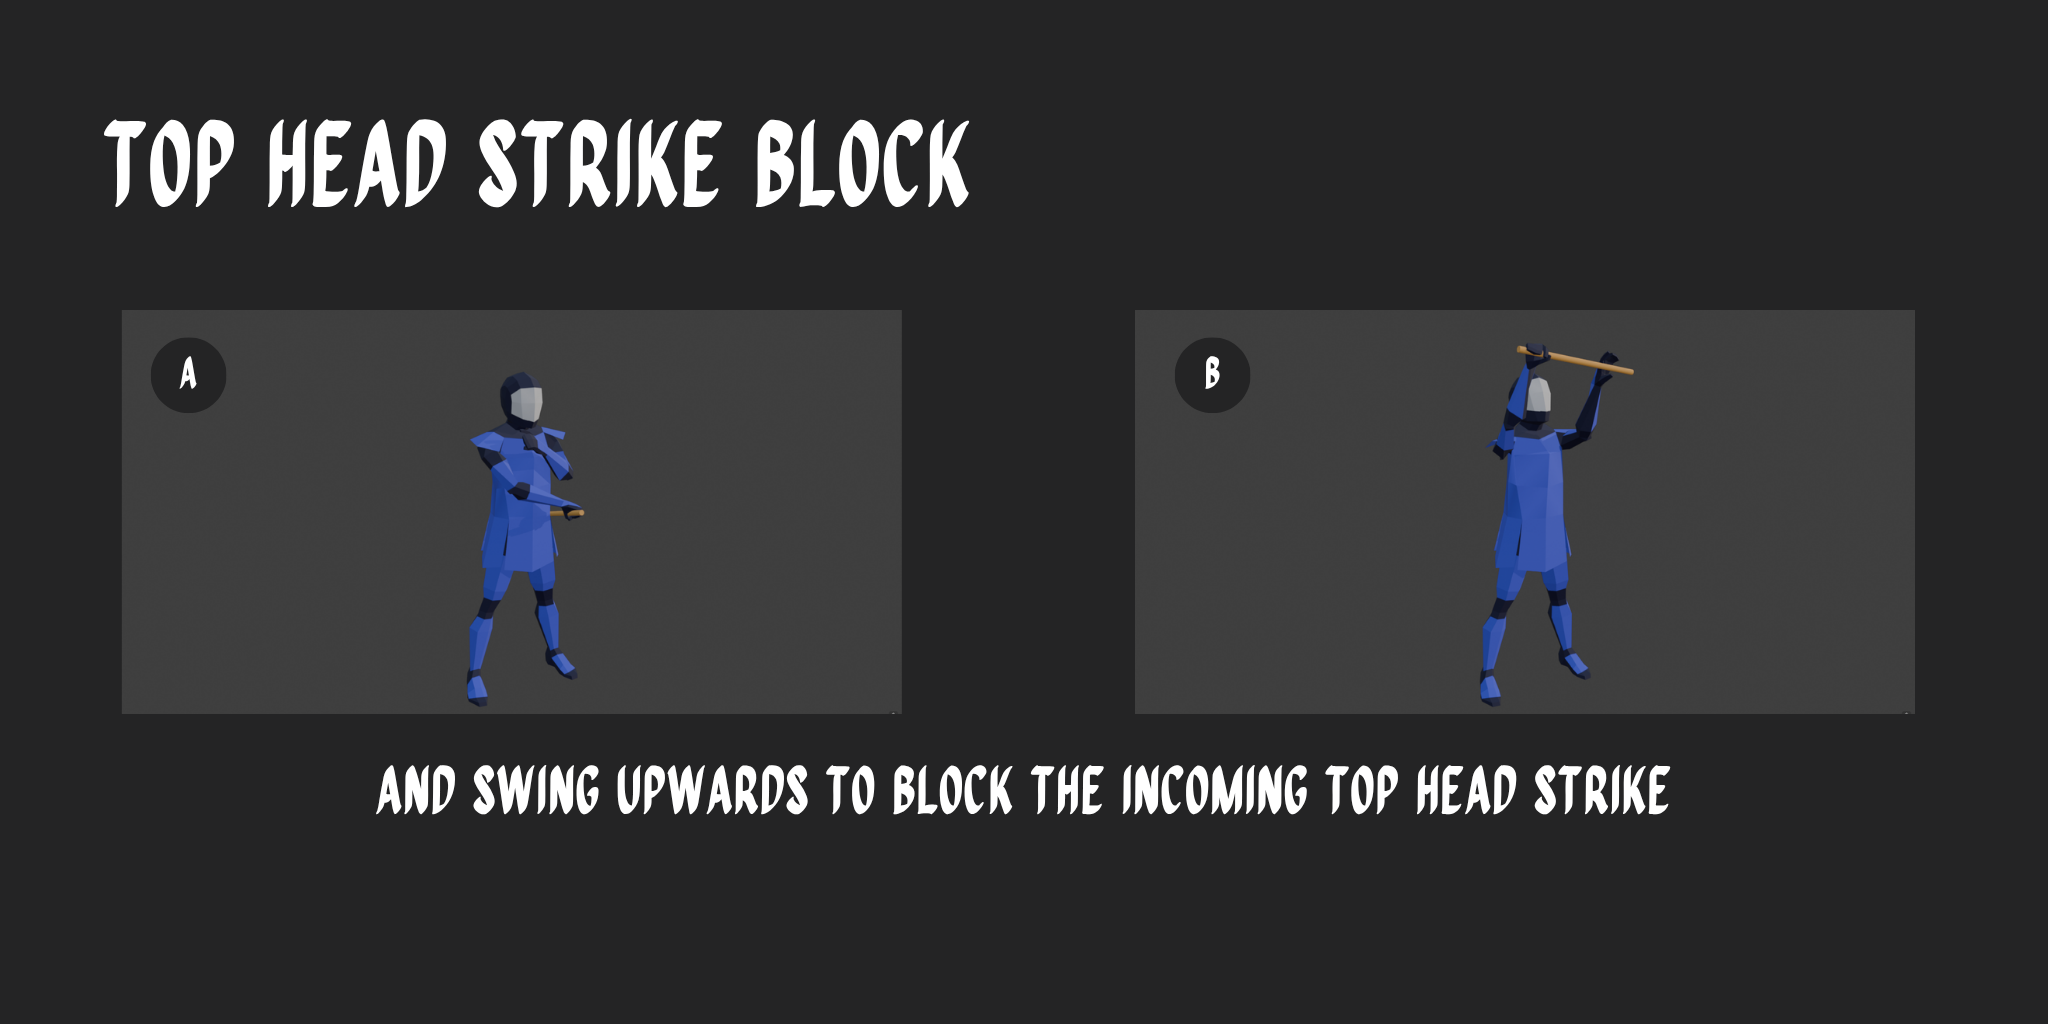 TOP HEAD STRIKE BLOCK
A
B
AND SWING UPWARDS TO BLOCK THE INCOMING TOP HEAD STRIKE